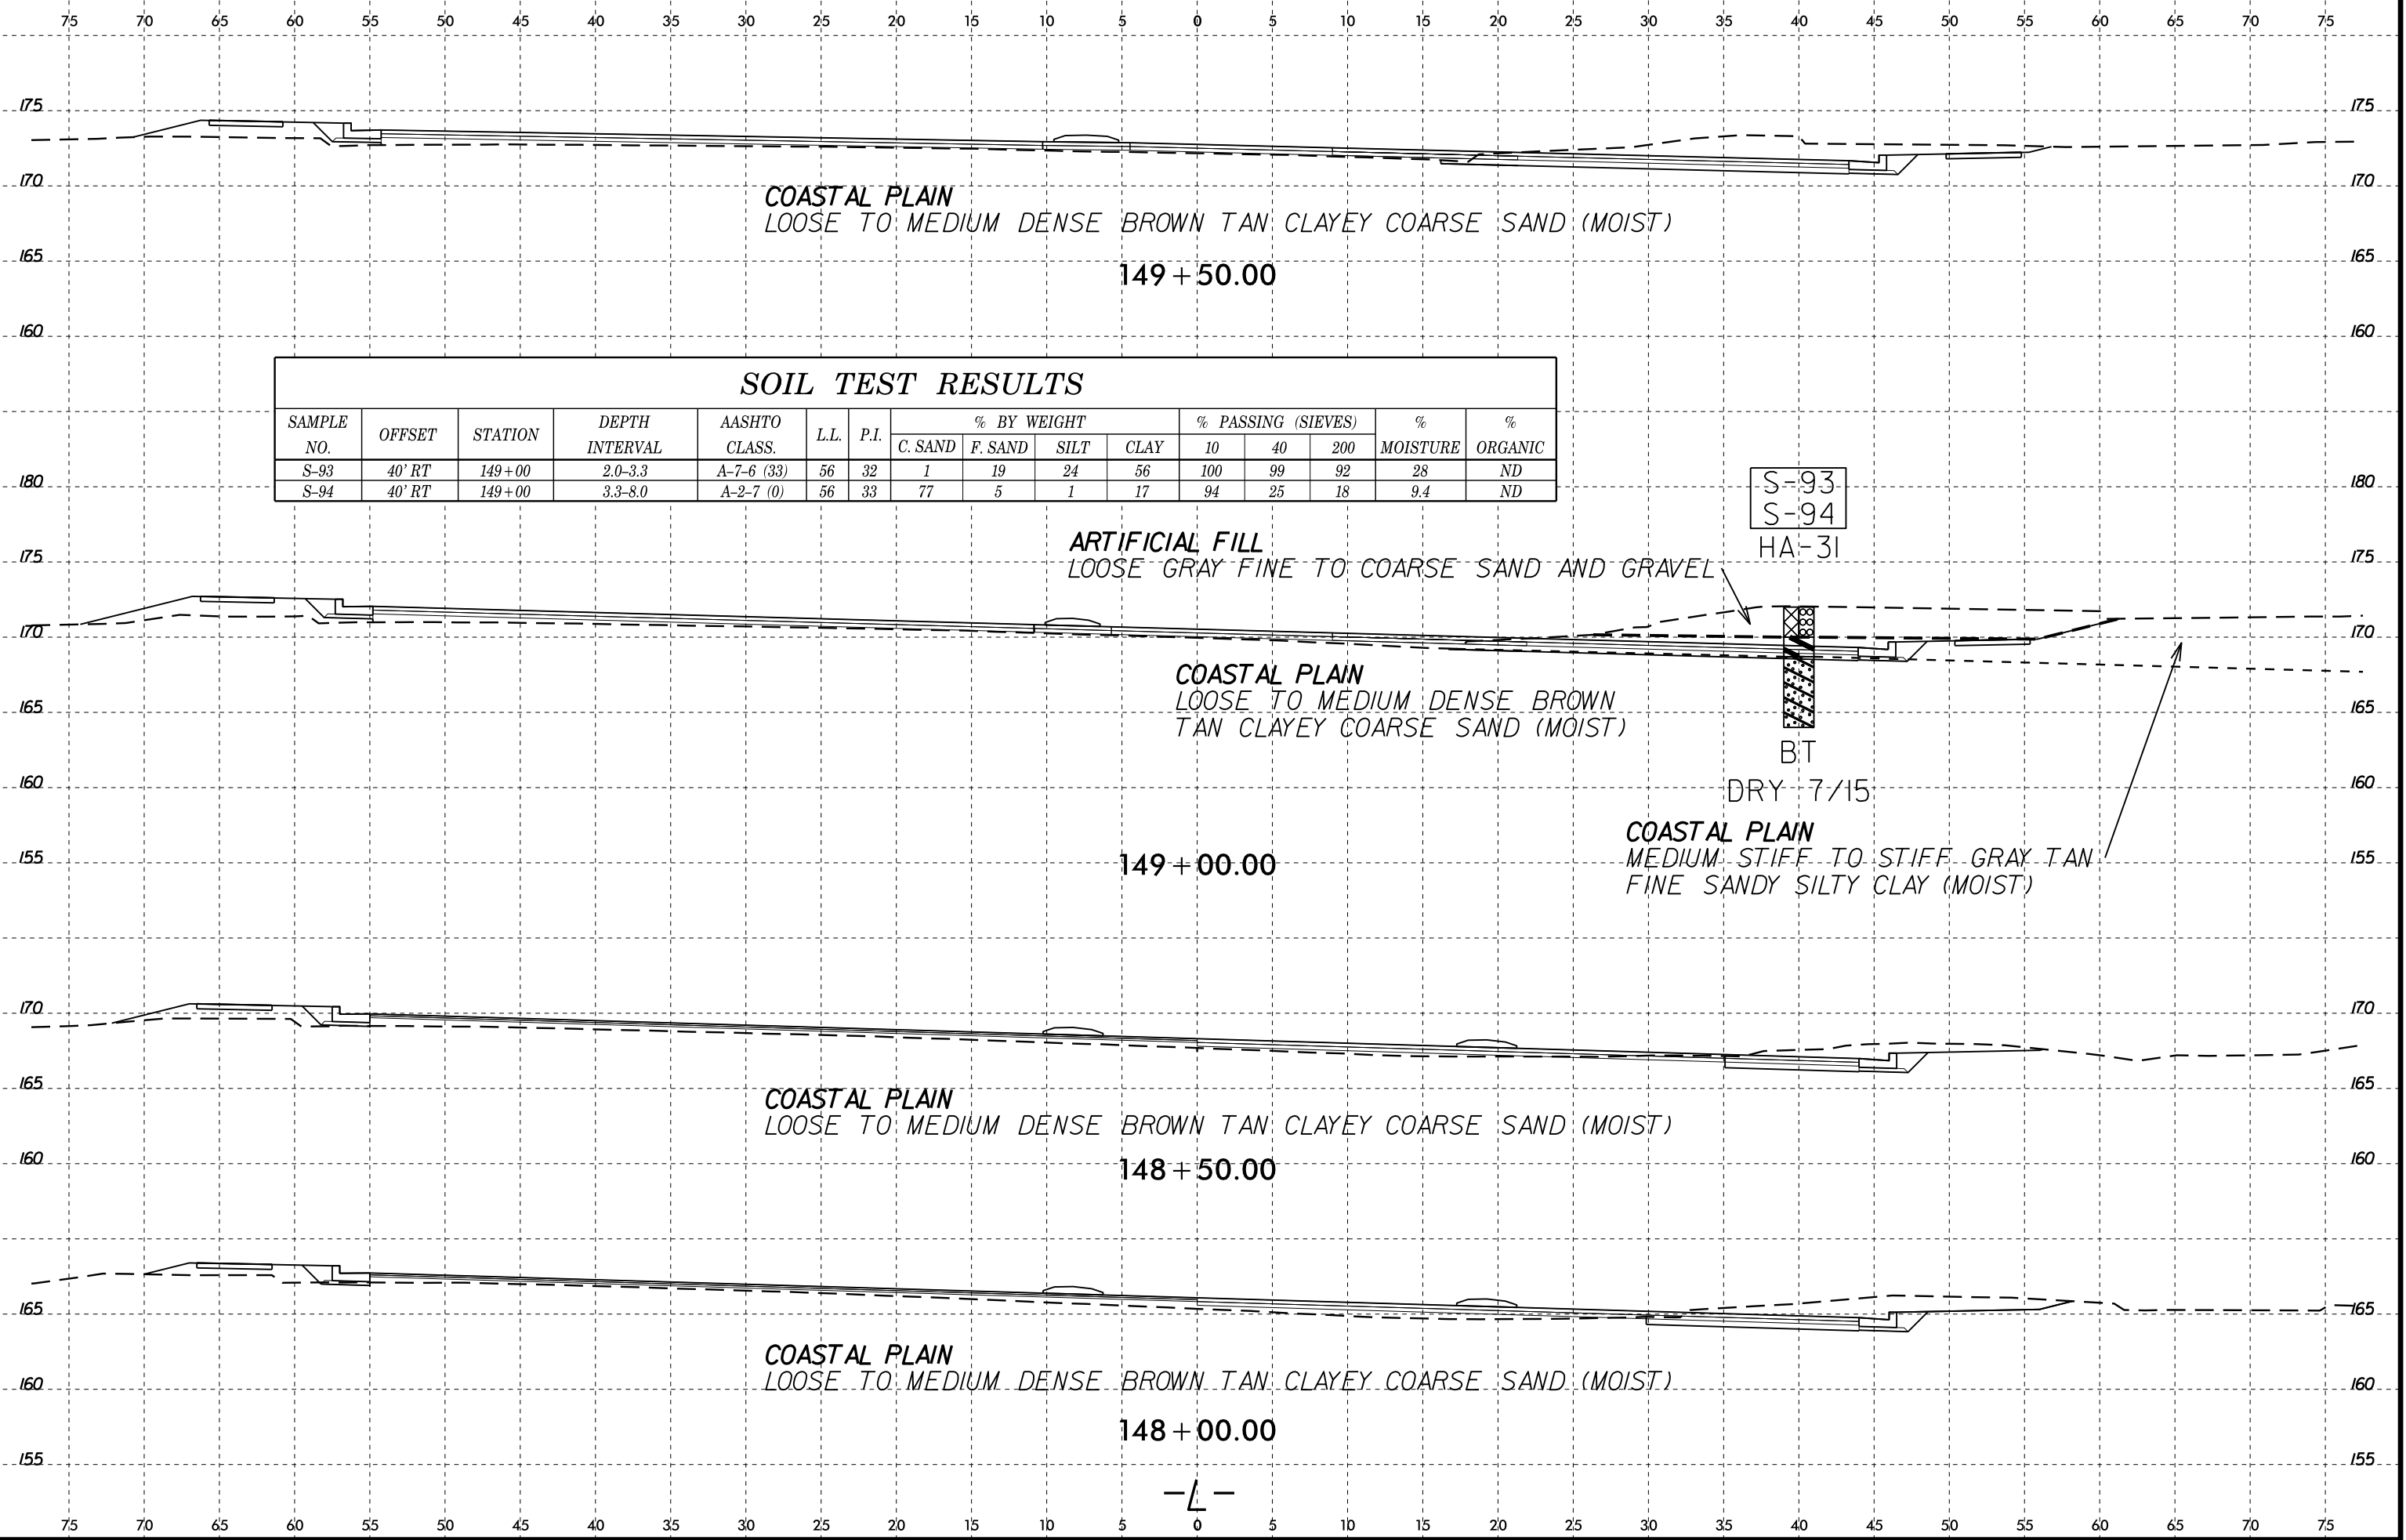 75 70 65 60 55 50 45 40 35 30 25 20 15 10 5 0 5 10 15 20 25 30 35 40 45 50 55 60 65 70 75
175 175
170 170
COASTAL PLAIN
LOOSE TO MEDIUM DENSE BROWN TAN CLAYEY COARSE SAND (MOIST)
165 165
149+50.00
160 160
SOIL TEST RESULTS
SAMPLE NO. OFFSET STATION DEPTH INTERVAL AASHTO CLASS. L.L. P.I. % BY WEIGHT % PASSING (SIEVES) % MOISTURE % ORGANIC
C. SAND F. SAND SILT CLAY 10 40 200
S-93 40' RT 149+00 2.0-3.3 A-7-6 (33) 56 32 1 19 24 56 100 99 92 28 ND
S-94 40' RT 149+00 3.3-8.0 A-2-7 (0) 56 33 77 5 1 17 94 25 18 9.4 ND
180 180
S-93
S-94
HA-31
ARTIFICIAL FILL
LOOSE GRAY FINE TO COARSE SAND AND GRAVEL
175 175
170 170
COASTAL PLAIN
LOOSE TO MEDIUM DENSE BROWN
TAN CLAYEY COARSE SAND (MOIST)
165 165
BT
DRY 7/15
160 160
COASTAL PLAIN
MEDIUM STIFF TO STIFF GRAY TAN
FINE SANDY SILTY CLAY (MOIST)
155 155
149+00.00
170 170
165 165
COASTAL PLAIN
LOOSE TO MEDIUM DENSE BROWN TAN CLAYEY COARSE SAND (MOIST)
160 160
148+50.00
165 165
COASTAL PLAIN
LOOSE TO MEDIUM DENSE BROWN TAN CLAYEY COARSE SAND (MOIST)
160 160
148+00.00
155 155
-L-
75 70 65 60 55 50 45 40 35 30 25 20 15 10 5 0 5 10 15 20 25 30 35 40 45 50 55 60 65 70 75